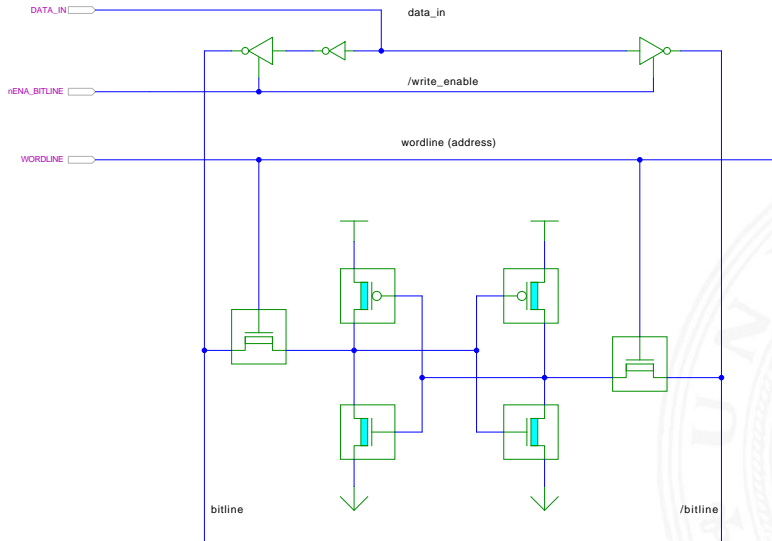 DATA_IN
data_in
/write_enable
nENA_BITLINE
wordline (address)
WORDLINE
U N
bitline
/bitline